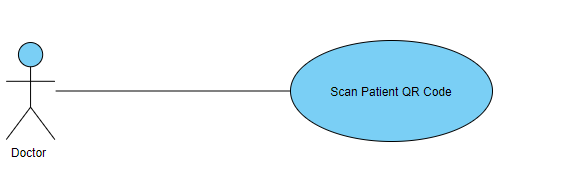 Scan Patient QR Code
Doctor